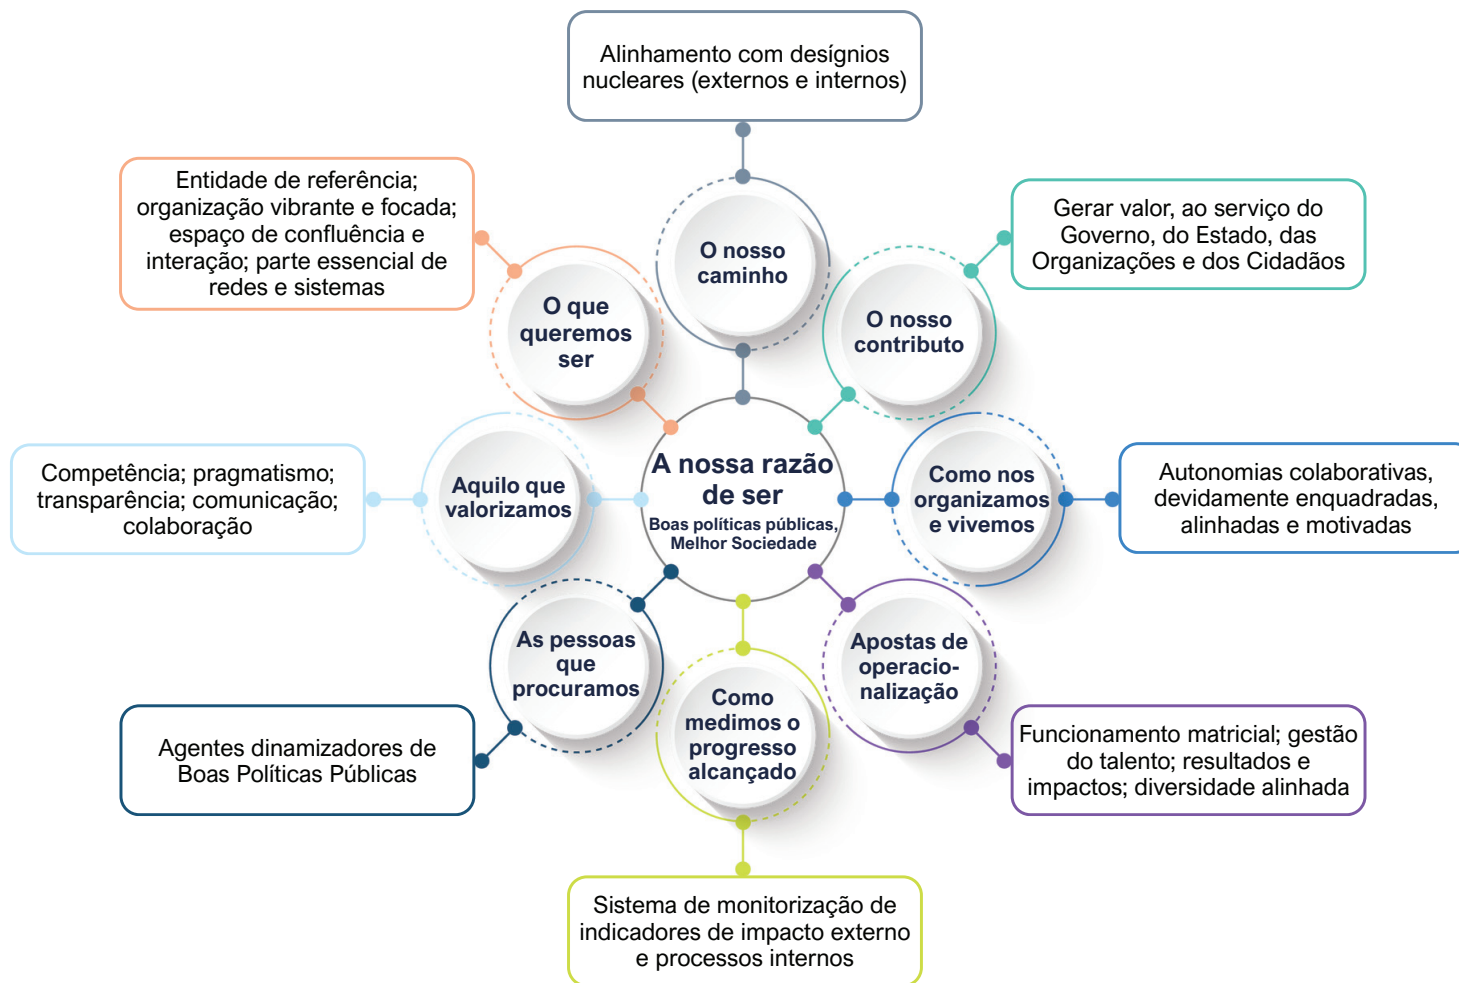 Alinhamento com desígnios
nucleares (externos e internos)
O nosso
caminho
Entidade de referência;
organização vibrante e focada;
espaço de confluência e
interação; parte essencial de
redes e sistemas
O que
queremos
ser
Gerar valor, ao serviço do
Governo, do Estado, das
Organizações e dos Cidadãos
O nosso
contributo
Competência; pragmatismo;
transparência; comunicação;
colaboração
Aquilo que
valorizamos
A nossa razão
de ser
Boas políticas públicas,
Melhor Sociedade
Como nos
organizamos
e vivemos
Autonomias colaborativas,
devidamente enquadradas,
alinhadas e motivadas
As pessoas
que
procuramos
Agentes dinamizadores de
Boas Políticas Públicas
Como
medimos o
progresso
alcançado
Sistema de monitorização de
indicadores de impacto externo
e processos internos
Apostas de
operacio-
nalização
Funcionamento matricial; gestão
do talento; resultados e
impactos; diversidade alinhada